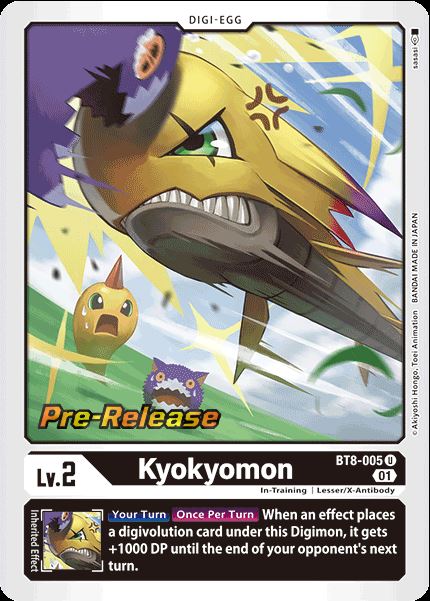 DIGI-EGG
sasasi
© Akiyoshi Hongo, Toei Animation BANDAI MADE IN JAPAN
Pre-Release
Lv.2
Kyokyomon
BT8-005 U
01
In-Training | Lesser/X-Antibody
Inherited Effect
Your Turn Once Per Turn When an effect places
a digivolution card under this Digimon, it gets
+1000 DP until the end of your opponent's next
turn.